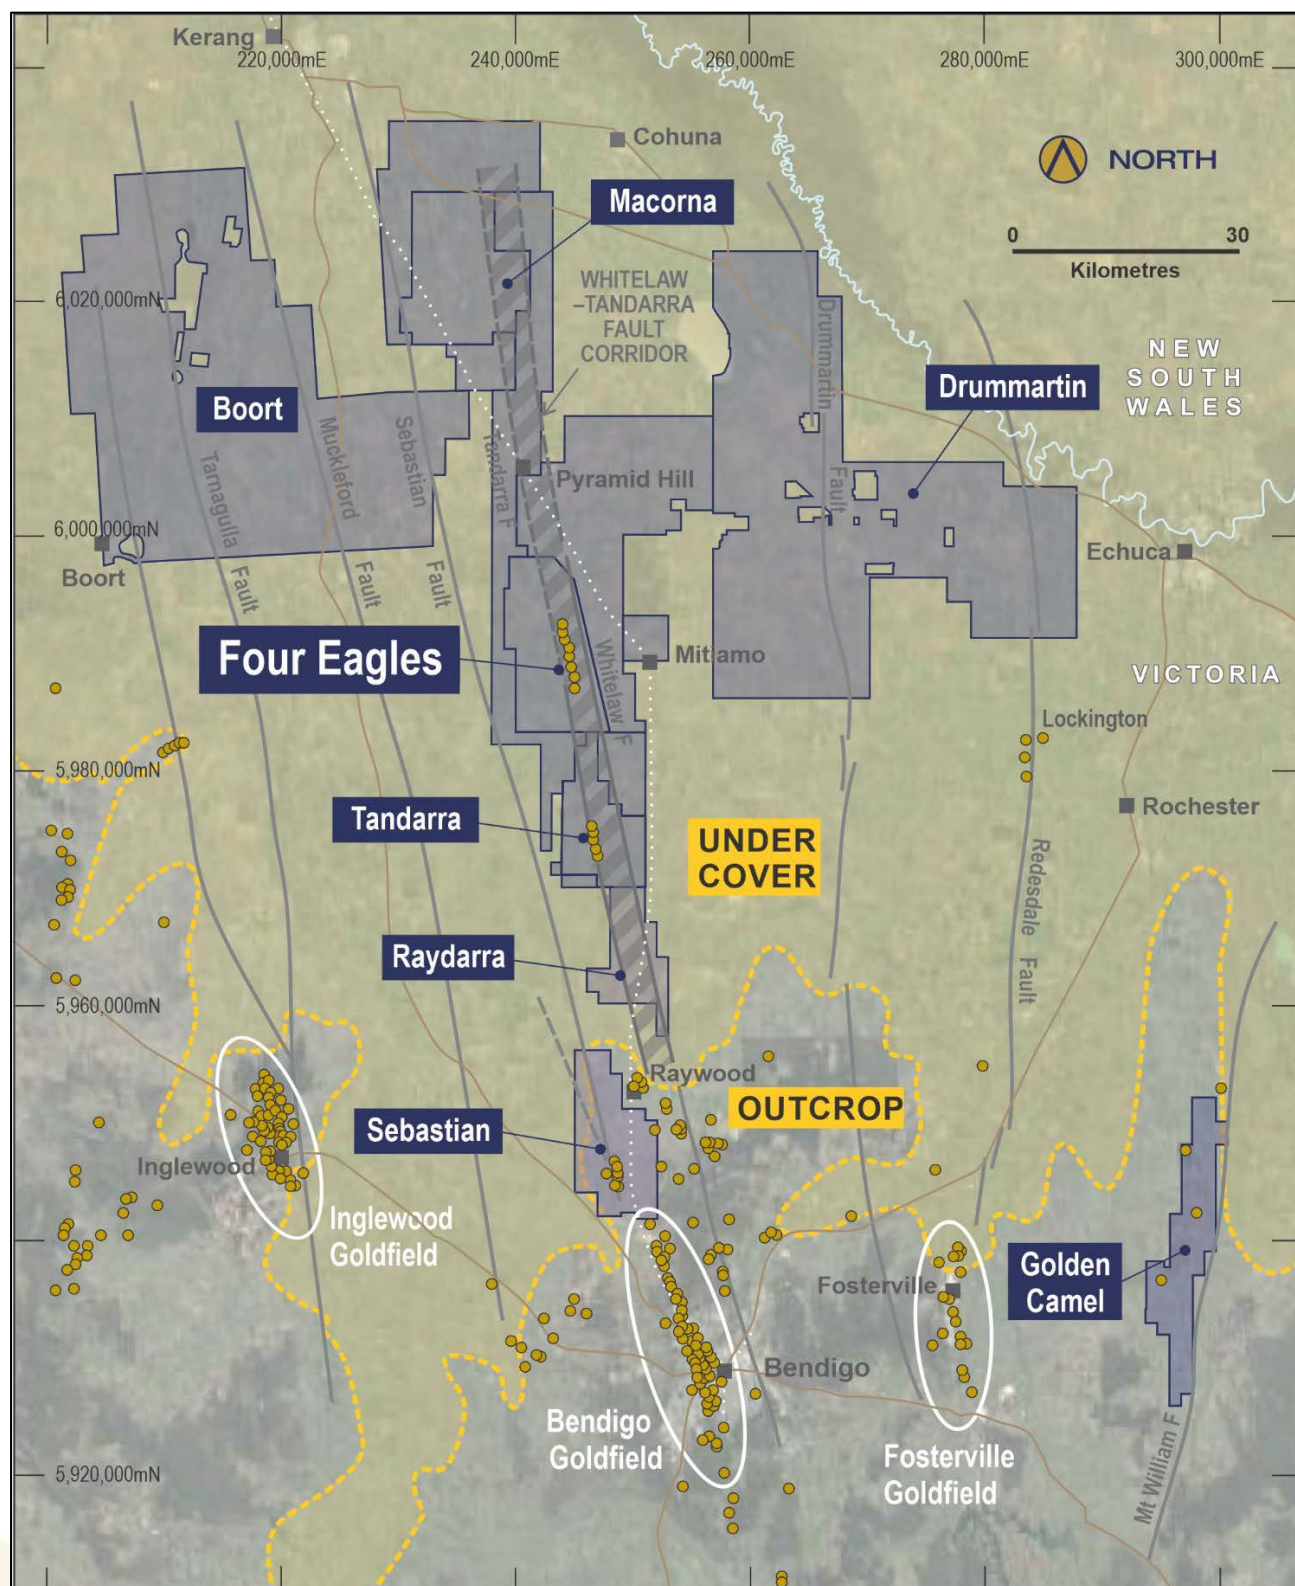 Kerang
220,000mE
240,000mE
260,000mE
280,000mE
300,000mE
Cohuna
NORTH
Macorna
0
30
Kilometres
WHITELAW
–TANDARRA
FAULT
CORRIDOR
6,020,000mN
Drummartin
Fault
NEW
SOUTH
WALES
Boort
Drummartin
Tarnagulla
Fault
Muckleford
Fault
Sebastian
Fault
Tandarra F
Pyramid Hill
6,000,000mN
Boort
Echuca
Four Eagles
Whitelaw F
Mitiamo
VICTORIA
Lockington
5,980,000mN
Tandarra
Rochester
UNDER
COVER
Redesdale
Fault
Raydarra
5,960,000mN
Raywood
OUTCROP
Sebastian
Inglewood
Inglewood
Goldfield
Fosterville
Golden
Camel
Bendigo
Bendigo
Goldfield
Fosterville
Goldfield
5,920,000mN
Mt William F